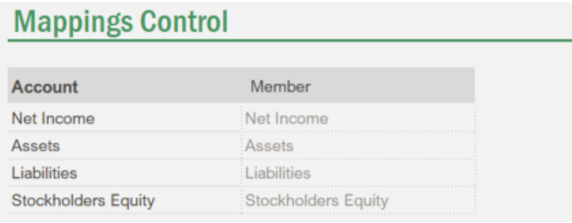 Mappings Control
Account Member
Net Income Net Income
Assets Assets
Liabilities Liabilities
Stockholders Equity Stockholders Equity